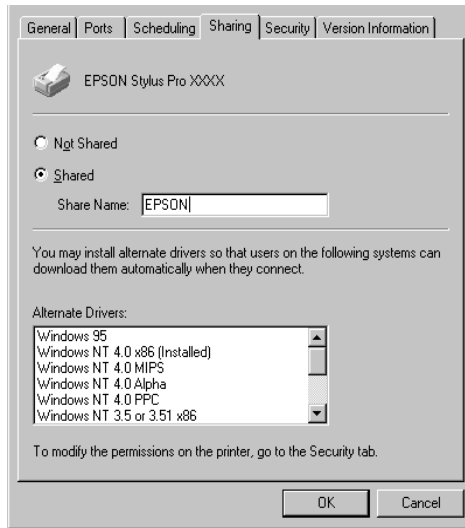 General Ports Scheduling Sharing Security Version Information
EPSON Stylus Pro XXXX
Not Shared
Shared
Share Name: EPSON
You may install alternate drivers so that users on the following systems can
download them automatically when they connect.
Alternate Drivers:
Windows 95
Windows NT 4.0 x86 (Installed)
Windows NT 4.0 MIPS
Windows NT 4.0 Alpha
Windows NT 4.0 PPC
Windows NT 3.5 or 3.51 x86
To modify the permissions on the printer, go to the Security tab.
OK Cancel